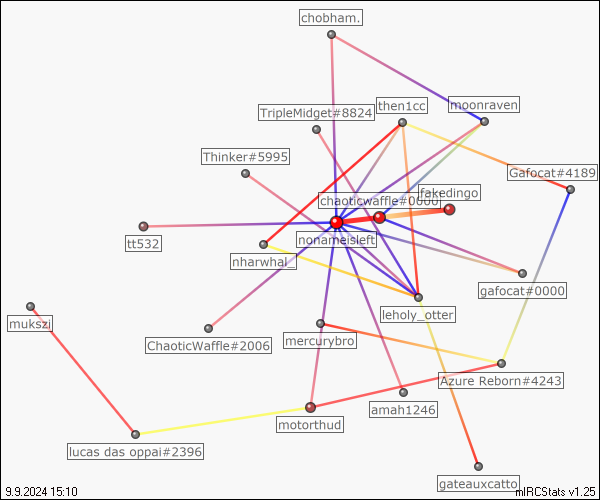 chobham.
then1cc
moonraven
TripleMidget#8824
Thinker#5995
Gafocat#4189
fakedingo
chaoticwaffle#0000
tt532
nonameisleft
nharwhal_
gafocat#0000
leholy_otter
mukszi
ChaoticWaffle#2006
mercurybro
Azure Reborn#4243
amah1246
motorthud
lucas das oppai#2396
gateauxcatto
9.9.2024 15:10
mIRCStats v1.25